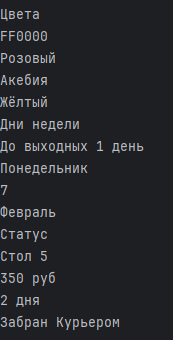 Цвета
FF0000
Розовый
Акебия
Жёлтый
Дни недели
До выходных 1 день
Понедельник
7
Февраль
Статус
Стол 5
350 руб
2 дня
Забран Курьером